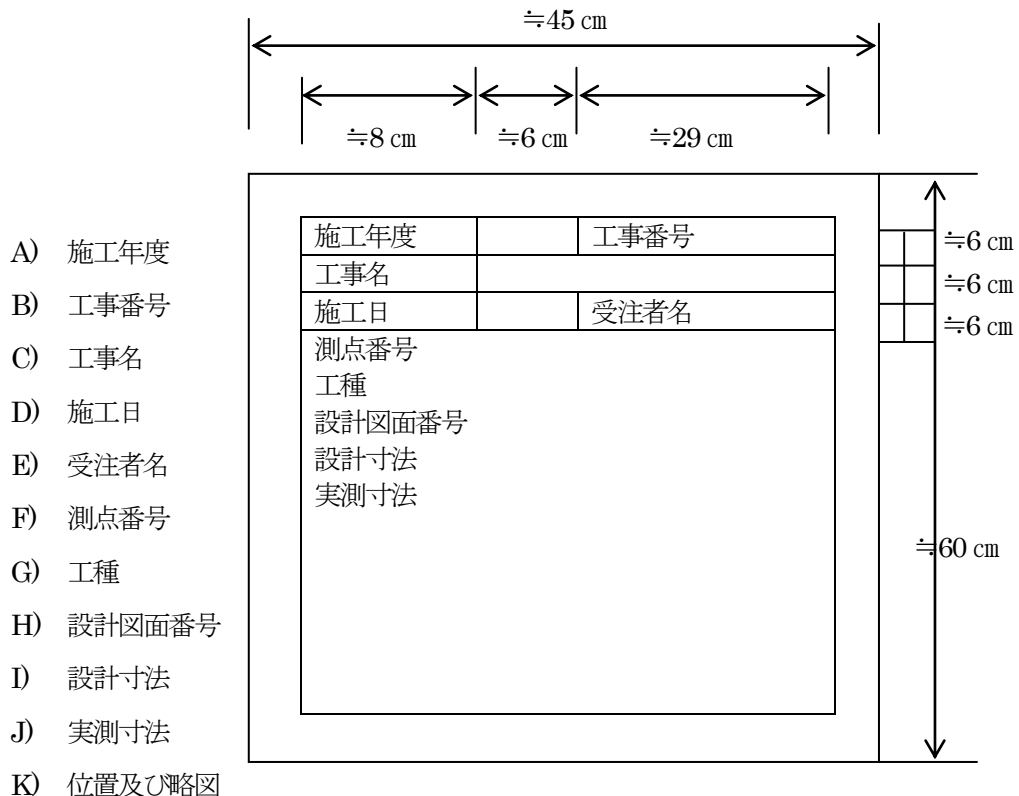 ≒45 ㎝
≒8 ㎝ ≒6 ㎝ ≒29 ㎝
A) 施工年度
B) 工事番号
C) 工事名
D) 施工日
E) 受注者名
F) 測点番号
G) 工種
H) 設計図面番号
I) 設計寸法
J) 実測寸法
K) 位置及び略図
施工年度 工事番号
工事名
施工日 受注者名
測点番号
工種
設計図面番号
設計寸法
実測寸法
≒6 ㎝
≒6 ㎝
≒6 ㎝
≒60 ㎝